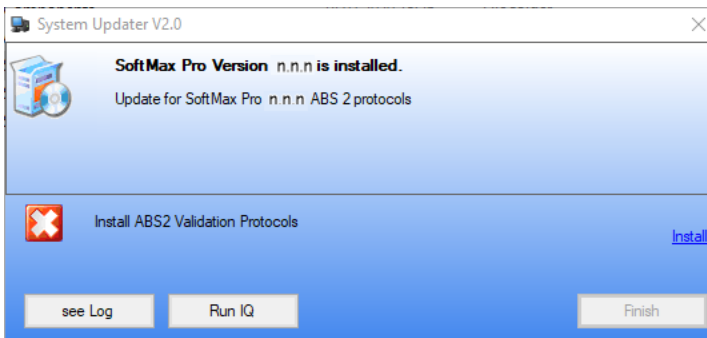 System Updater V2.0
SoftMax Pro Version n.n.n is installed.
Update for SoftMax Pro n.n.n ABS 2 protocols
Install ABS2 Validation Protocols
Install
see Log
Run IQ
Finish